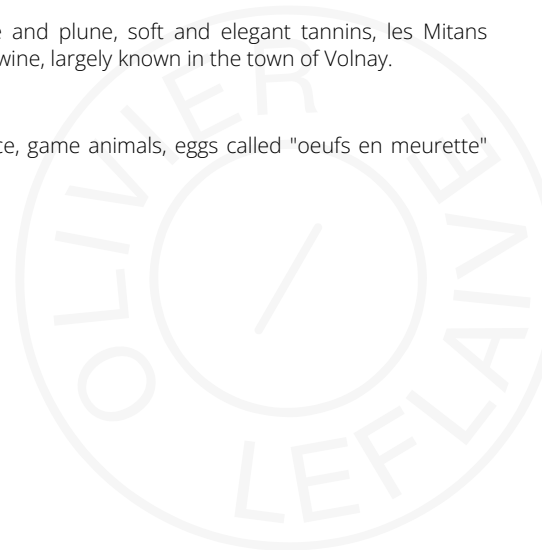 and plune, soft and elegant tannins, les Mitans
wine, largely known in the town of Volnay.
game animals, eggs called "oeufs en meurette"
OLIVIER LEFLAIVE